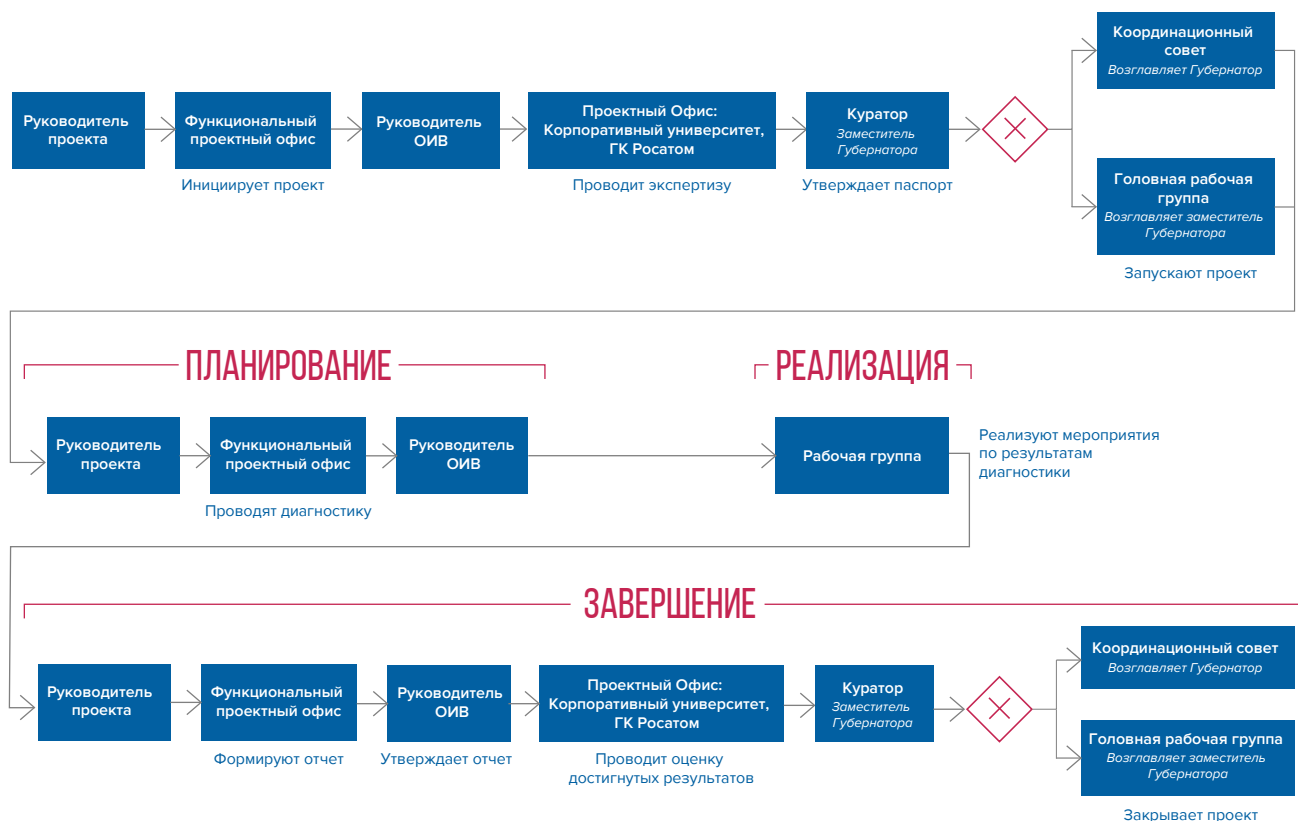 Руководитель
проекта
Функциональный
проектный офис
Инициирует проект
Руководитель
ОИВ
Проектный Офис:
Корпоративный университет,
ГК Росатом
Проводит экспертизу
Куратор
Заместитель
Губернатора
Утверждает паспорт
Координационный
совет
Возглавляет Губернатор
Головная рабочая
группа
Возглавляет заместитель
Губернатора
Запускают проект
ПЛАНИРОВАНИЕ
РЕАЛИЗАЦИЯ
Руководитель
проекта
Функциональный
проектный офис
Проводят диагностику
Руководитель
ОИВ
Рабочая группа
Реализуют мероприятия
по результатам
диагностики
ЗАВЕРШЕНИЕ
Руководитель
проекта
Функциональный
проектный офис
Формируют отчет
Руководитель
ОИВ
Утверждает отчет
Проектный Офис:
Корпоративный университет,
ГК Росатом
Проводит оценку
достигнутых результатов
Куратор
Заместитель
Губернатора
Координационный совет
Возглавляет Губернатор
Головная рабочая группа
Возглавляет заместитель
Губернатора
Закрывает проект